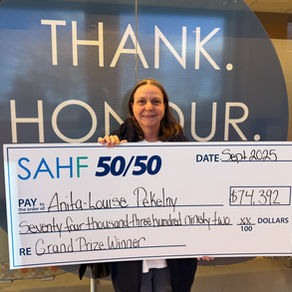 THANK.
HONOUR.
SAHF 50/50
DATE Sept 2025
PAY to the order of Anita-Louise Pekelny $74,392
Seventy four thousand three hundred ninety two xx/100 DOLLARS
RE Grand Prize Winner